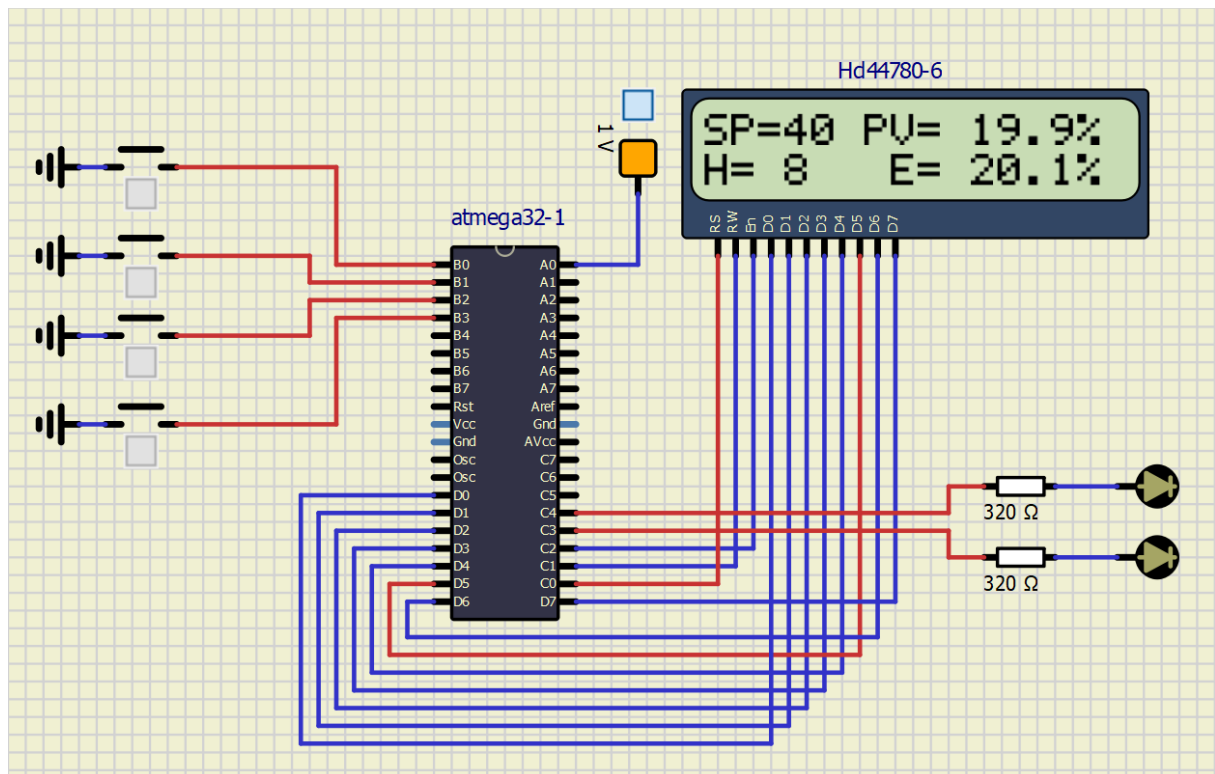 Hd44780-6
SP=40 PV= 19.9%
H= 8 E= 20.1%
RS RW En D0 D1 D2 D3 D4 D5 D6 D7
1 V
atmega32-1
B0 A0
B1 A1
B2 A2
B3 A3
B4 A4
B5 A5
B6 A6
B7 A7
Rst Aref
Vcc Gnd
Gnd AVcc
Osc C7
Osc C6
D0 C5
D1 C4
D2 C3
D3 C2
D4 C1
D5 C0
D6 D7
320 Ω
320 Ω